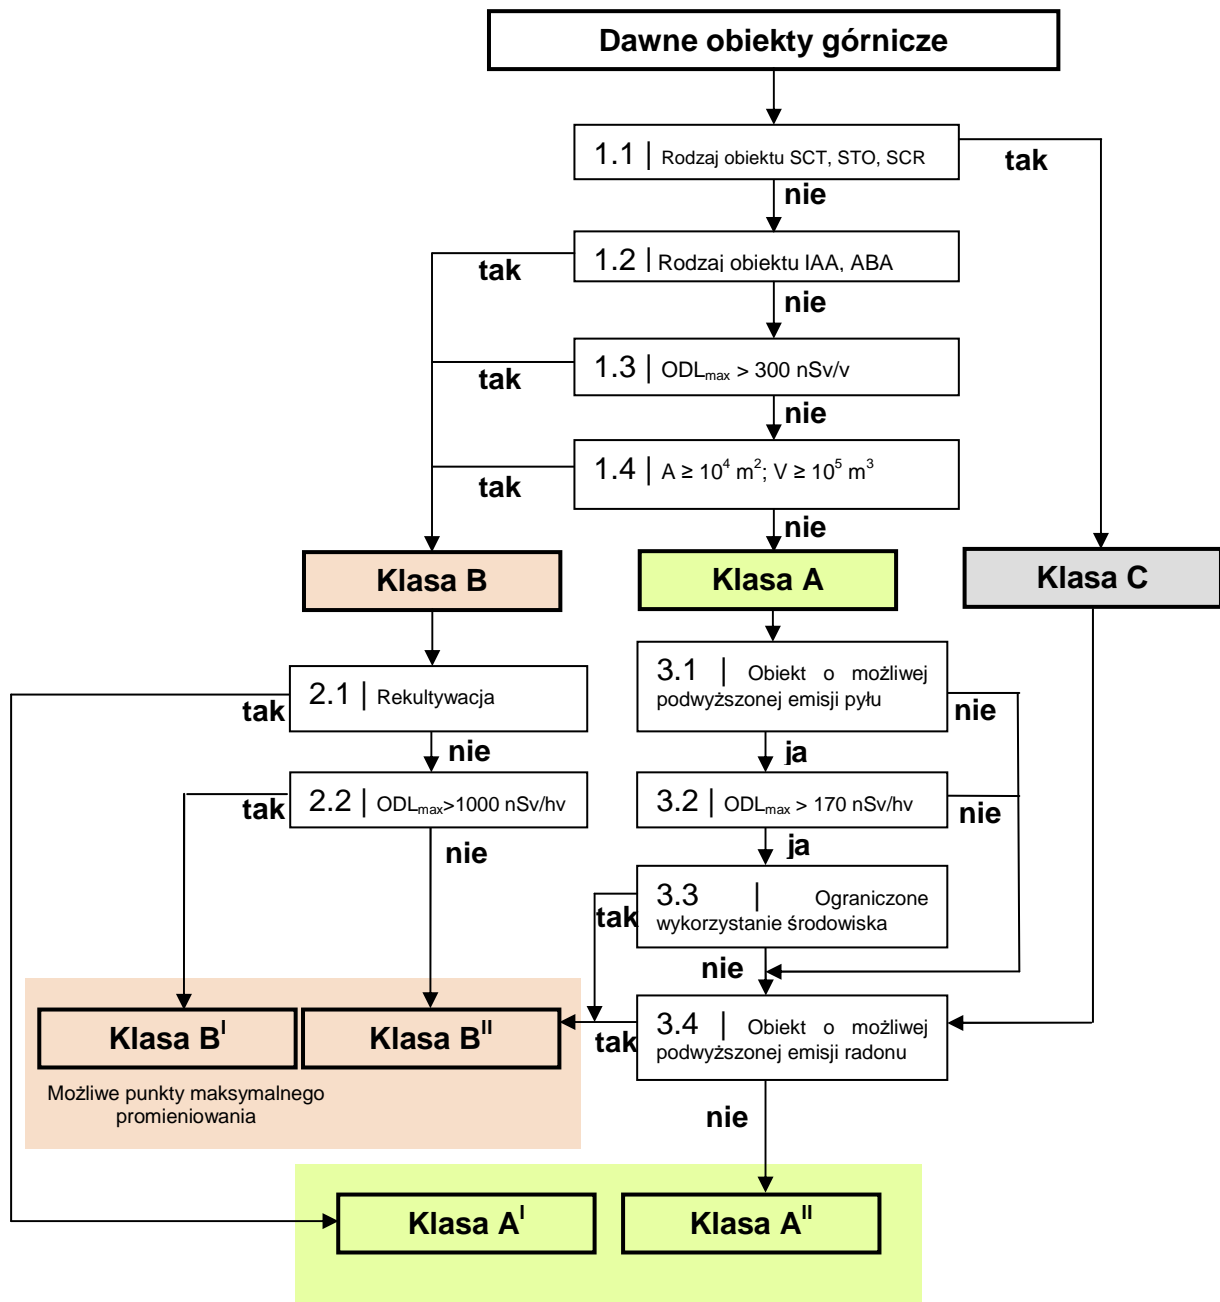 Dawne obiekty górnicze
1.1 | Rodzaj obiektu SCT, STO, SCR
tak
nie
1.2 | Rodzaj obiektu IAA, ABA
tak
nie
1.3 | ODLmax > 300 nSv/v
tak
nie
1.4 | A ≥ 10⁴ m²; V ≥ 10⁵ m³
tak
nie
Klasa B
Klasa A
Klasa C
2.1 | Rekultywacja
tak
nie
3.1 | Obiekt o możliwej
podwyższonej emisji pyłu
nie
ja
2.2 | ODLmax>1000 nSv/hv
tak
nie
3.2 | ODLmax > 170 nSv/hv
nie
ja
3.3 | Ograniczone
wykorzystanie środowiska
tak
nie
Klasa Bᴵ
Klasa Bᴵᴵ
3.4 | Obiekt o możliwej
podwyższonej emisji radonu
tak
nie
Możliwe punkty maksymalnego
promieniowania
Klasa Aᴵ
Klasa Aᴵᴵ